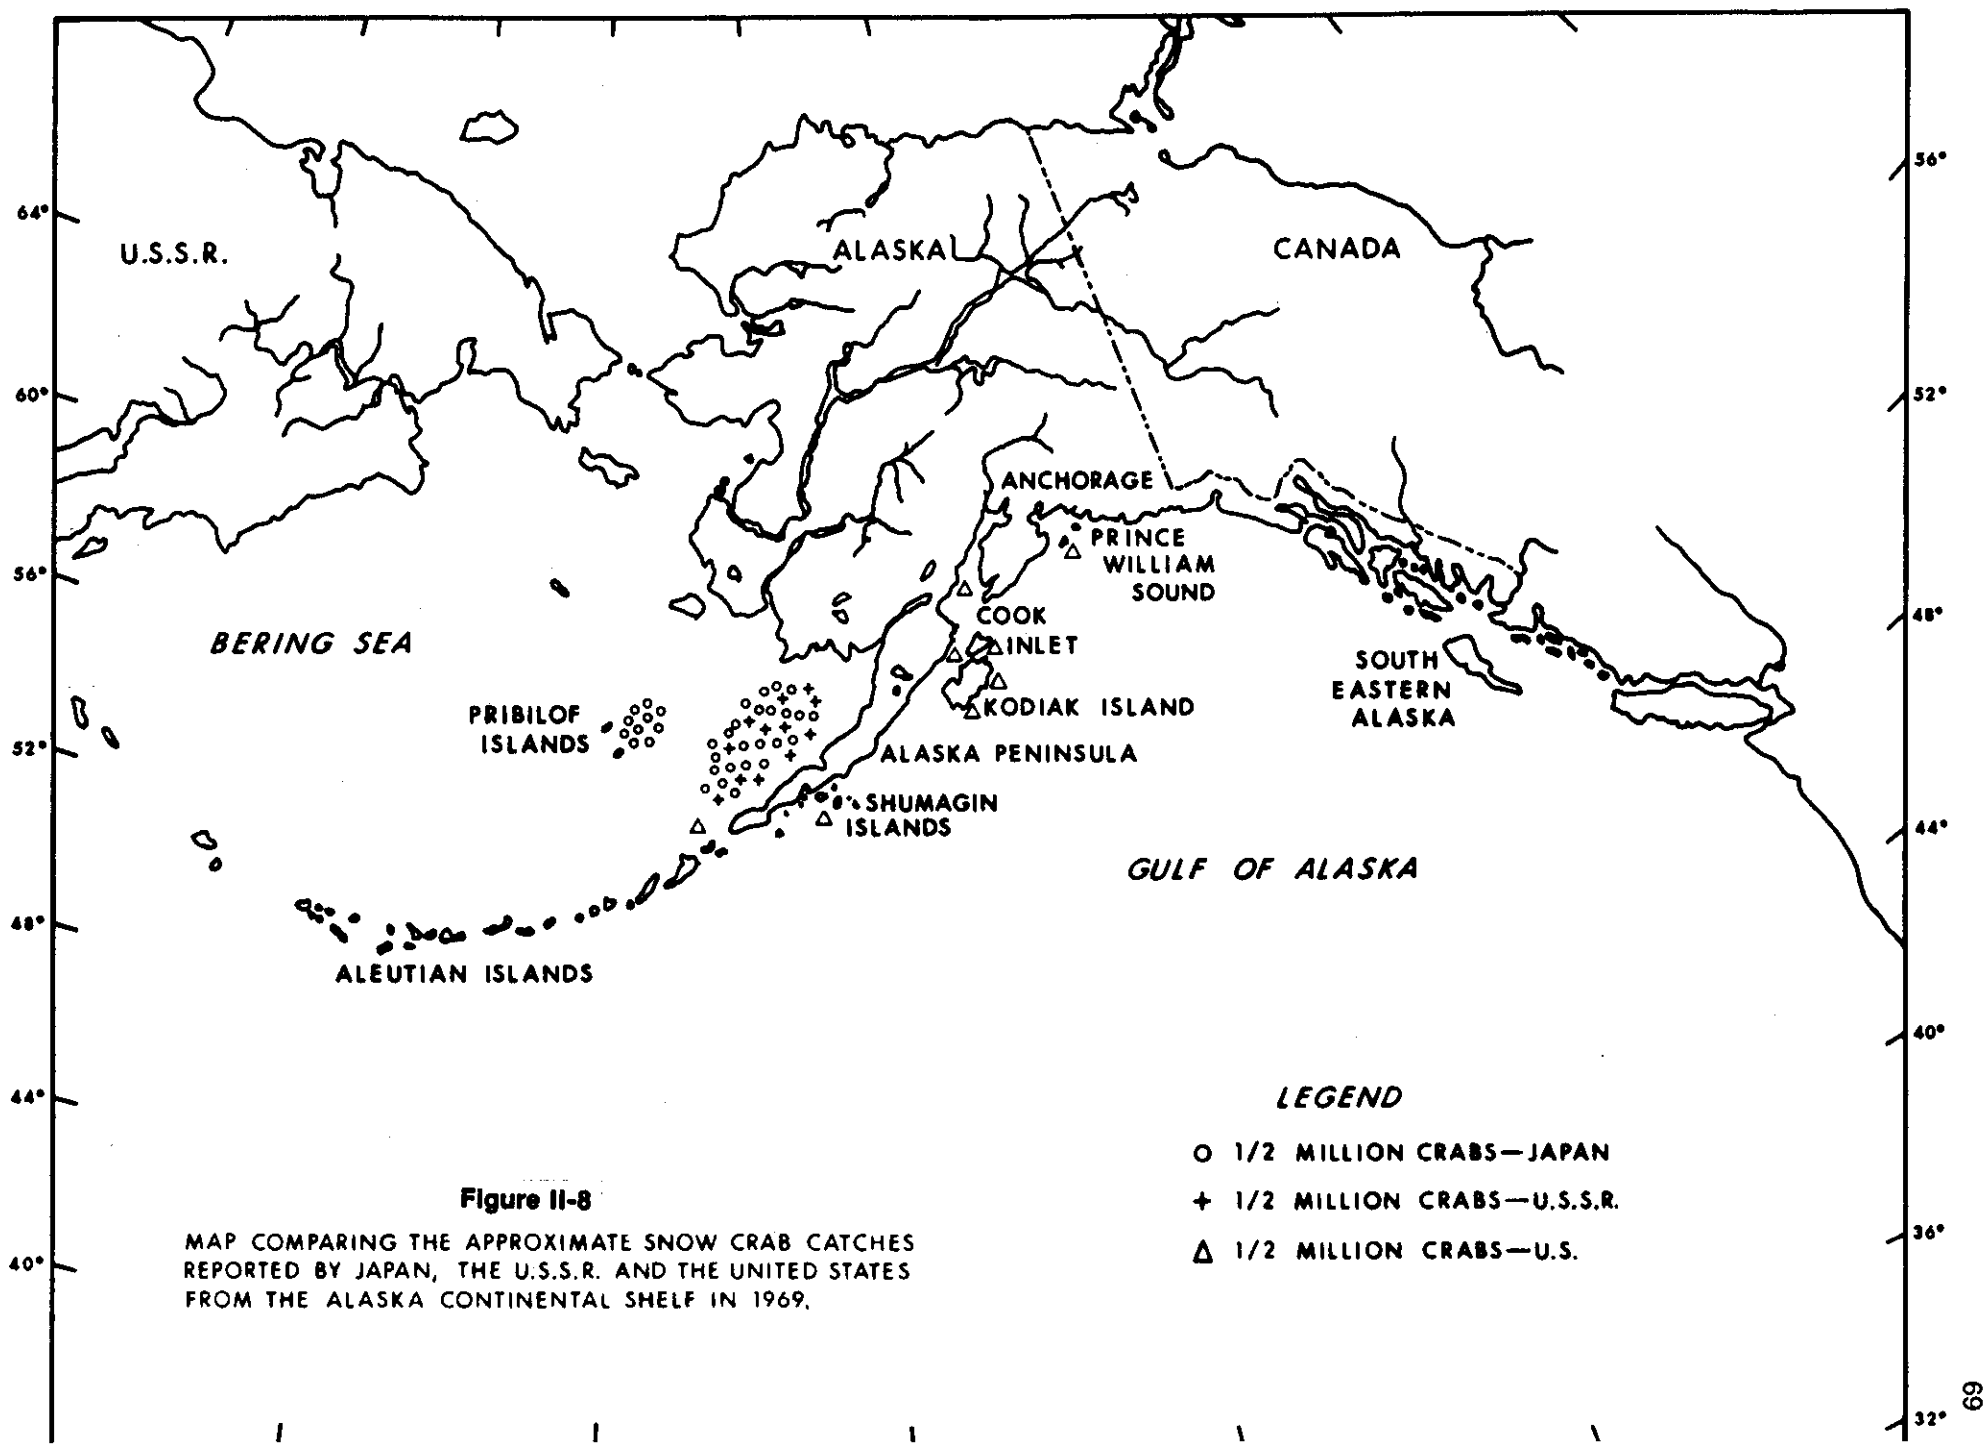 56°
64°
U.S.S.R.
ALASKA
CANADA
60°
52°
ANCHORAGE
PRINCE
WILLIAM
SOUND
56°
COOK
INLET
48°
BERING SEA
SOUTH
EASTERN
ALASKA
PRIBILOF
ISLANDS
KODIAK ISLAND
52°
ALASKA PENINSULA
SHUMAGIN
ISLANDS
44°
GULF OF ALASKA
48°
ALEUTIAN ISLANDS
40°
44°
LEGEND
1/2 MILLION CRABS—JAPAN
1/2 MILLION CRABS—U.S.S.R.
1/2 MILLION CRABS—U.S.
36°
40°
Figure II-8
MAP COMPARING THE APPROXIMATE SNOW CRAB CATCHES
REPORTED BY JAPAN, THE U.S.S.R. AND THE UNITED STATES
FROM THE ALASKA CONTINENTAL SHELF IN 1969.
32°
69